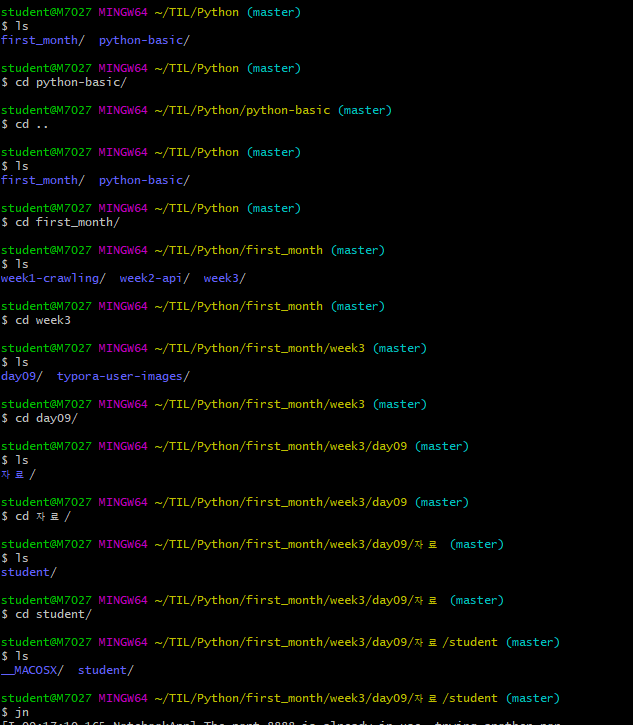 student@M7027 MINGW64 ~/TIL/Python (master)
$ ls
first_month/  python-basic/
student@M7027 MINGW64 ~/TIL/Python (master)
$ cd python-basic/
student@M7027 MINGW64 ~/TIL/Python/python-basic (master)
$ cd ..
student@M7027 MINGW64 ~/TIL/Python (master)
$ ls
first_month/  python-basic/
student@M7027 MINGW64 ~/TIL/Python (master)
$ cd first_month/
student@M7027 MINGW64 ~/TIL/Python/first_month (master)
$ ls
week1-crawling/  week2-api/  week3/
student@M7027 MINGW64 ~/TIL/Python/first_month (master)
$ cd week3
student@M7027 MINGW64 ~/TIL/Python/first_month/week3 (master)
$ ls
day09/  typora-user-images/
student@M7027 MINGW64 ~/TIL/Python/first_month/week3 (master)
$ cd day09/
student@M7027 MINGW64 ~/TIL/Python/first_month/week3/day09 (master)
$ ls
자료/
student@M7027 MINGW64 ~/TIL/Python/first_month/week3/day09 (master)
$ cd 자료/
student@M7027 MINGW64 ~/TIL/Python/first_month/week3/day09/자료 (master)
$ ls
student/
student@M7027 MINGW64 ~/TIL/Python/first_month/week3/day09/자료 (master)
$ cd student/
student@M7027 MINGW64 ~/TIL/Python/first_month/week3/day09/자료/student (master)
$ ls
__MACOSX/  student/
student@M7027 MINGW64 ~/TIL/Python/first_month/week3/day09/자료/student (master)
$ jn